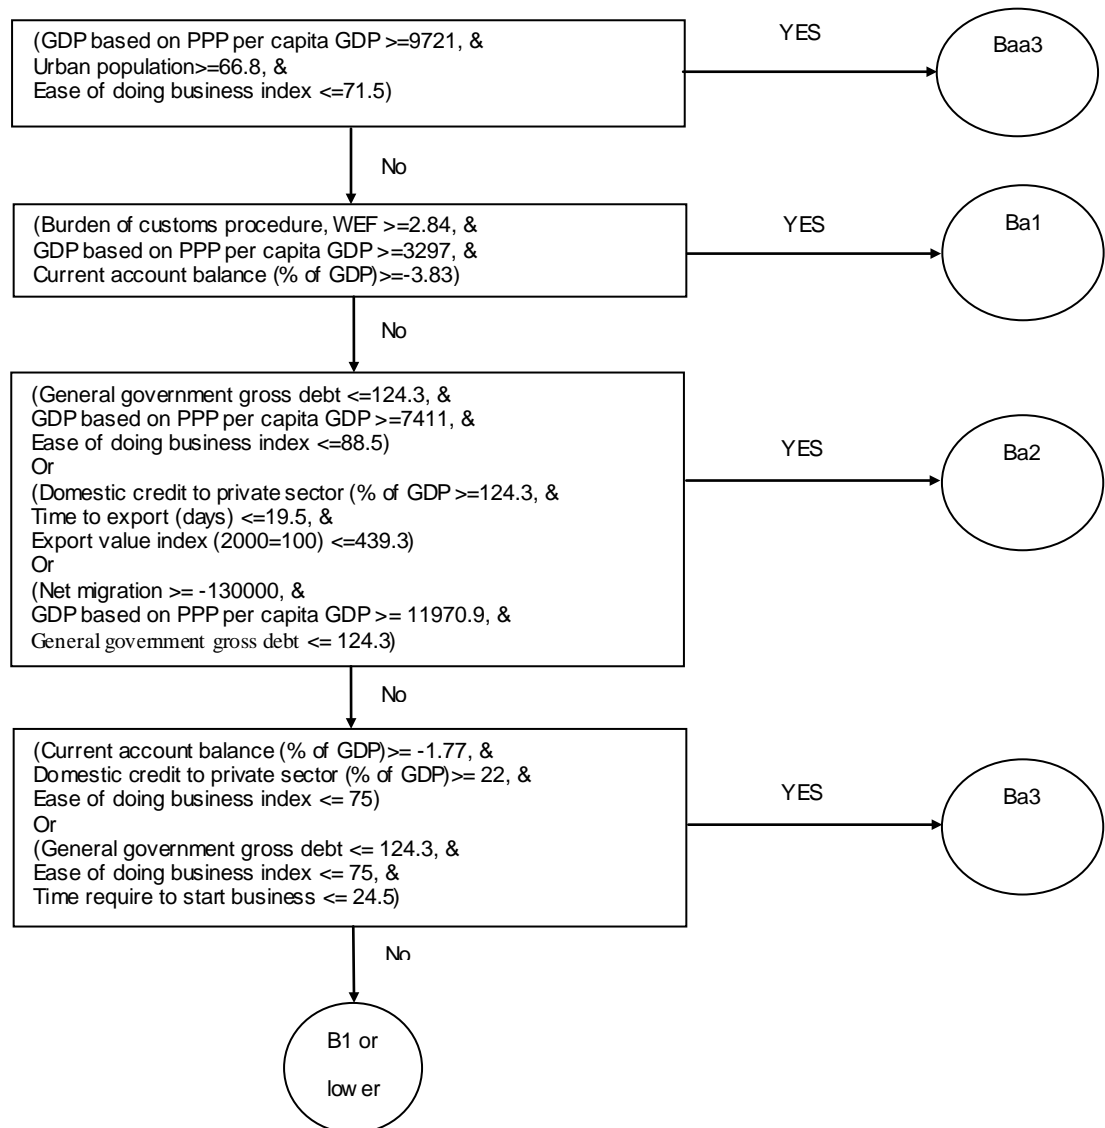 (GDP based on PPP per capita GDP >=9721, &
Urban population>=66.8, &
Ease of doing business index <=71.5)
YES
Baa3
No
(Burden of customs procedure, WEF >=2.84, &
GDP based on PPP per capita GDP >=3297, &
Current account balance (% of GDP)>=-3.83)
YES
Ba1
No
(General government gross debt <=124.3, &
GDP based on PPP per capita GDP >=7411, &
Ease of doing business index <=88.5)
Or
(Domestic credit to private sector (% of GDP >=124.3, &
Time to export (days) <=19.5, &
Export value index (2000=100) <=439.3)
Or
(Net migration >= -130000, &
GDP based on PPP per capita GDP >= 11970.9, &
General government gross debt <= 124.3)
YES
Ba2
No
(Current account balance (% of GDP)>= -1.77, &
Domestic credit to private sector (% of GDP)>= 22, &
Ease of doing business index <= 75)
Or
(General government gross debt <= 124.3, &
Ease of doing business index <= 75, &
Time require to start business <= 24.5)
YES
Ba3
No
B1 or
lower